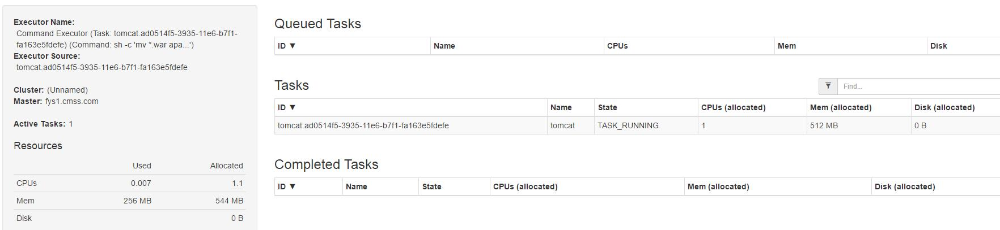 Executor Name:
Command Executor (Task: tomcat.ad0514f5-3935-11e6-b7f1-
fa163e5fdefe) (Command: sh -c 'mv *.war apa...')
Executor Source:
tomcat.ad0514f5-3935-11e6-b7f1-fa163e5fdefe
Cluster: (Unnamed)
Master: fys1.cmss.com
Active Tasks: 1
Resources
Used Allocated
CPUs 0.007 1.1
Mem 256 MB 544 MB
Disk 0 B
Queued Tasks
ID ▼ Name CPUs Mem Disk
Tasks
Find...
ID ▼ Name State CPUs (allocated) Mem (allocated) Disk (allocated)
tomcat.ad0514f5-3935-11e6-b7f1-fa163e5fdefe tomcat TASK_RUNNING 1 512 MB 0 B
Completed Tasks
ID ▼ Name State CPUs (allocated) Mem (allocated) Disk (allocated)